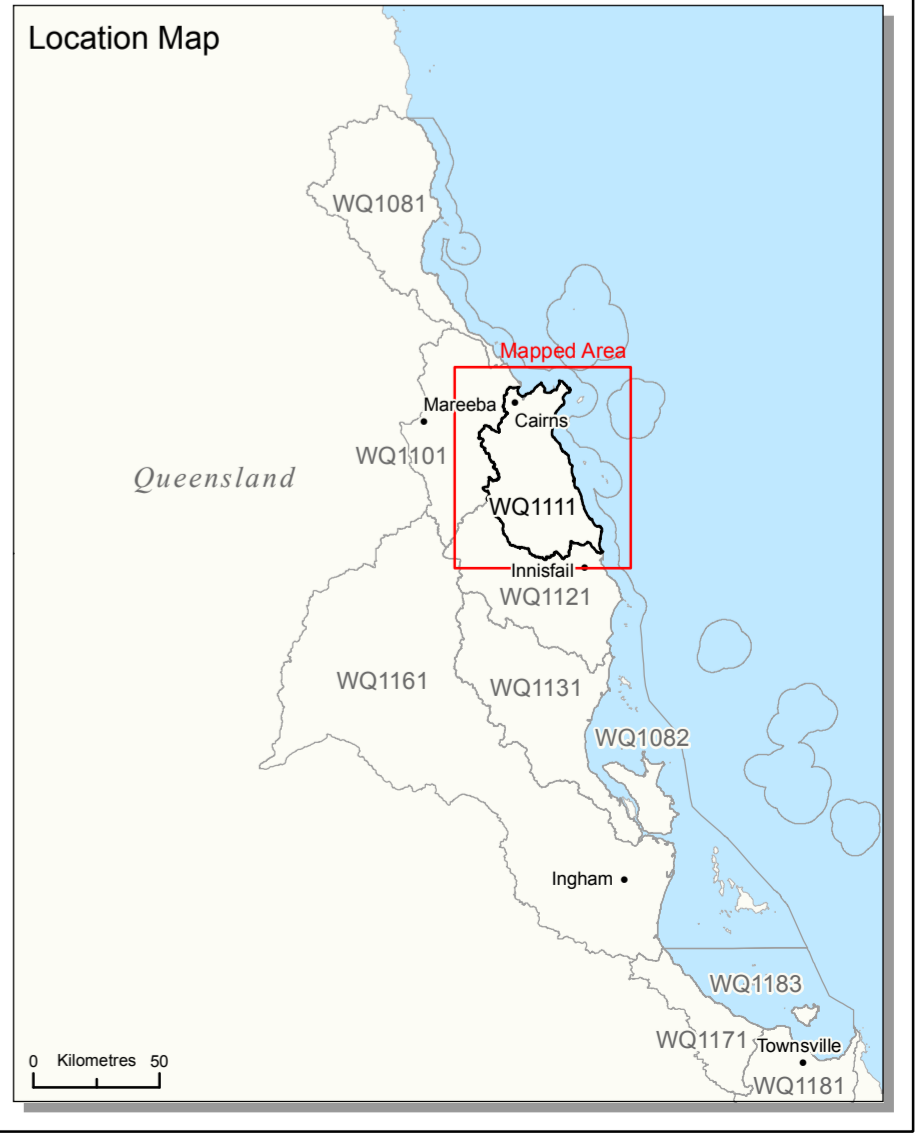 Location Map
WQ1081
Mapped Area
Mareeba
Cairns
WQ1101
Queensland
WQ1111
Innisfail
WQ1121
WQ1161
WQ1131
WQ1082
Ingham
WQ1183
WQ1171
Townsville
WQ1181
0 Kilometres 50